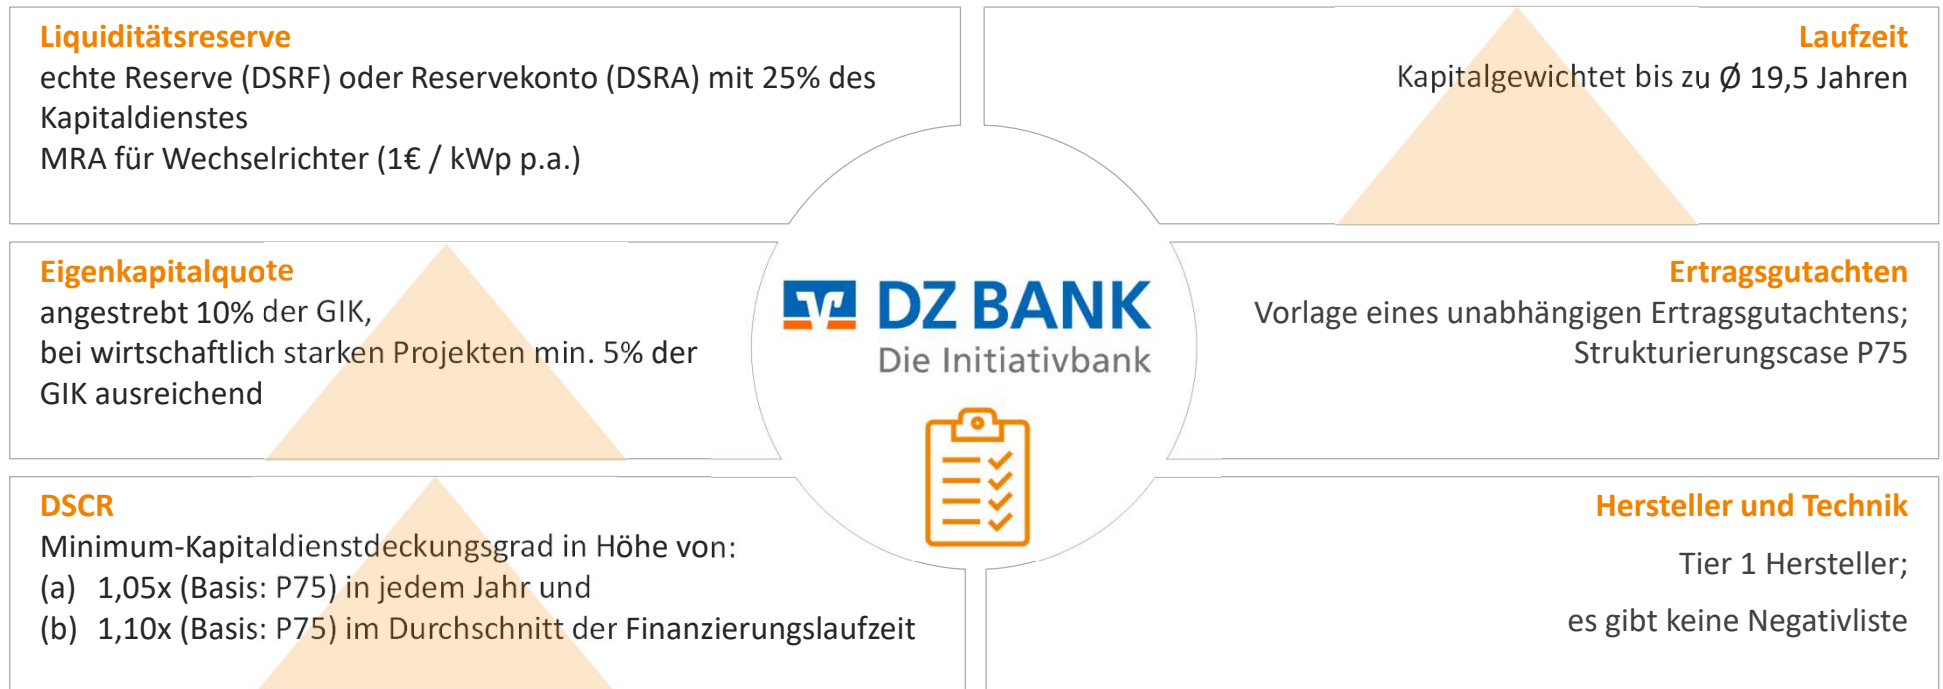 Liquiditätsreserve
echte Reserve (DSRF) oder Reservekonto (DSRA) mit 25% des
Kapitaldienstes
MRA für Wechselrichter (1€ / kWp p.a.)
Laufzeit
Kapitalgewichtet bis zu Ø 19,5 Jahren
Eigenkapitalquote
angestrebt 10% der GIK,
bei wirtschaftlich starken Projekten min. 5% der
GIK ausreichend
DZ BANK
Die Initiativbank
Ertragsgutachten
Vorlage eines unabhängigen Ertragsgutachtens;
Strukturierungscase P75
DSCR
Minimum-Kapitaldienstdeckungsgrad in Höhe von:
(a) 1,05x (Basis: P75) in jedem Jahr und
(b) 1,10x (Basis: P75) im Durchschnitt der Finanzierungslaufzeit
Hersteller und Technik
Tier 1 Hersteller;
es gibt keine Negativliste